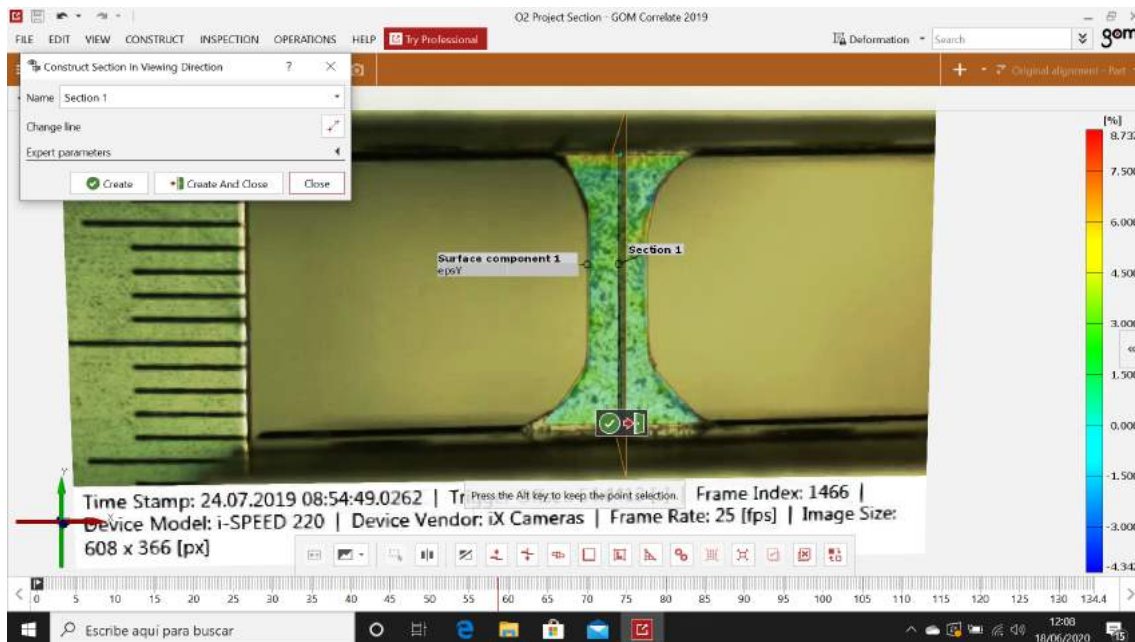 O2 Project Section - GOM Correlate 2019
FILE EDIT VIEW CONSTRUCT INSPECTION OPERATIONS HELP Try Professional
Deformation Search gom
Construct Section In Viewing Direction ? ×
Original alignment - Part
Name Section 1
Change line
Expert parameters
Create Create And Close Close
[%]
8.732
7.500
6.000
4.500
3.000
1.500
0.000
-3.000
-4.342
Surface component 1
epsY
Section 1
Y
X
Press the Alt key to keep the point selection.
Time Stamp: 24.07.2019 08:54:49.0262 | Frame Index: 1466 |
Device Model: i-SPEED 220 | Device Vendor: iX Cameras | Frame Rate: 25 [fps] | Image Size:
608 x 366 [px]
0 5 10 15 20 25 30 35 40 45 50 55 60 65 70 75 80 85 90 95 100 105 110 115 120 125 130 134.4
Escribe aquí para buscar
12:08
18/06/2020
15